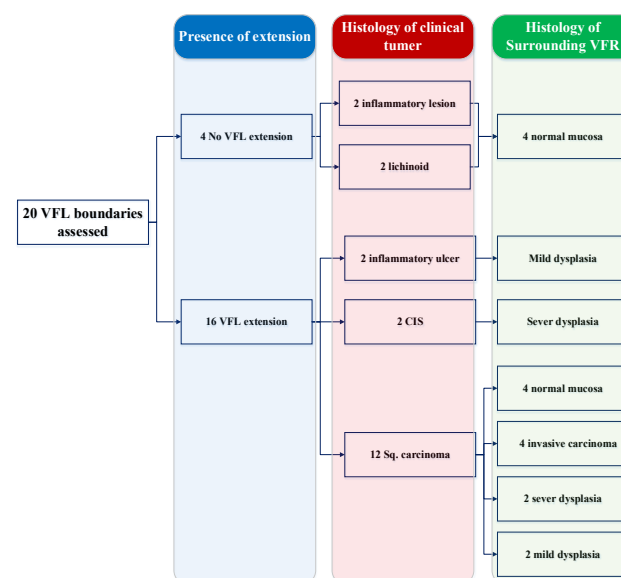 Presence of extension
Histology of clinical
tumer
Histology of
Surrounding VFR
20 VFL boundaries
assessed
4 No VFL extension
2 inflammatory lesion
2 lichinoid
4 normal mucosa
16 VFL extension
2 inflammatory ulcer
Mild dysplasia
2 CIS
Sever dysplasia
12 Sq. carcinoma
4 normal mucosa
4 invasive carcinoma
2 sever dysplasia
2 mild dysplasia